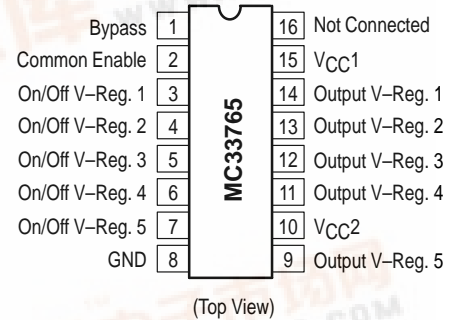 Bypass 1 16 Not Connected
Common Enable 2 15 VCC1
On/Off V–Reg. 1 3 14 Output V–Reg. 1
On/Off V–Reg. 2 4 13 Output V–Reg. 2
On/Off V–Reg. 3 5 12 Output V–Reg. 3
On/Off V–Reg. 4 6 11 Output V–Reg. 4
On/Off V–Reg. 5 7 10 VCC2
GND 8 9 Output V–Reg. 5
MC33765
(Top View)